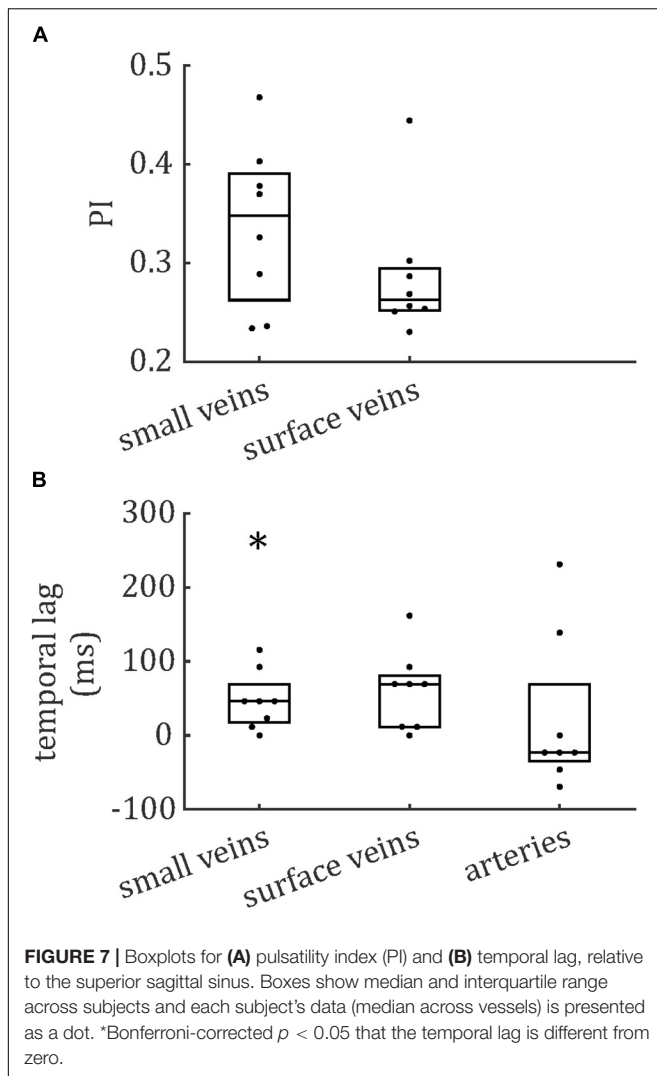 A
0.5
0.4
PI
0.3
0.2
small veins
surface veins
B
300
*
200
temporal lag
(ms)
100
0
-100
small veins
surface veins
arteries
FIGURE 7 | Boxplots for (A) pulsatility index (PI) and (B) temporal lag, relative
to the superior sagittal sinus. Boxes show median and interquartile range
across subjects and each subject's data (median across vessels) is presented
as a dot. *Bonferroni-corrected p < 0.05 that the temporal lag is different from
zero.